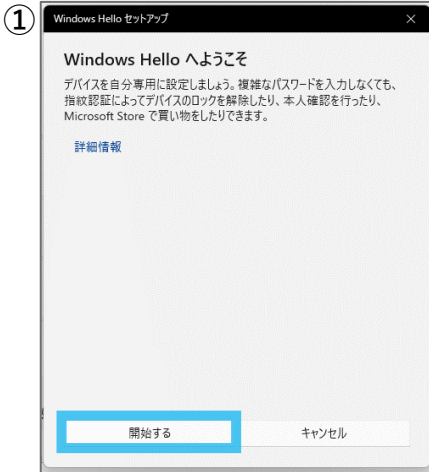 ①
Windows Hello セットアップ
Windows Hello へようこそ
デバイスを自分専用に設定しましょう。複雑なパスワードを入力しなくても、
指紋認証によってデバイスのロックを解除したり、本人確認を行ったり、
Microsoft Store で買い物をしたりできます。
詳細情報
開始する
キャンセル